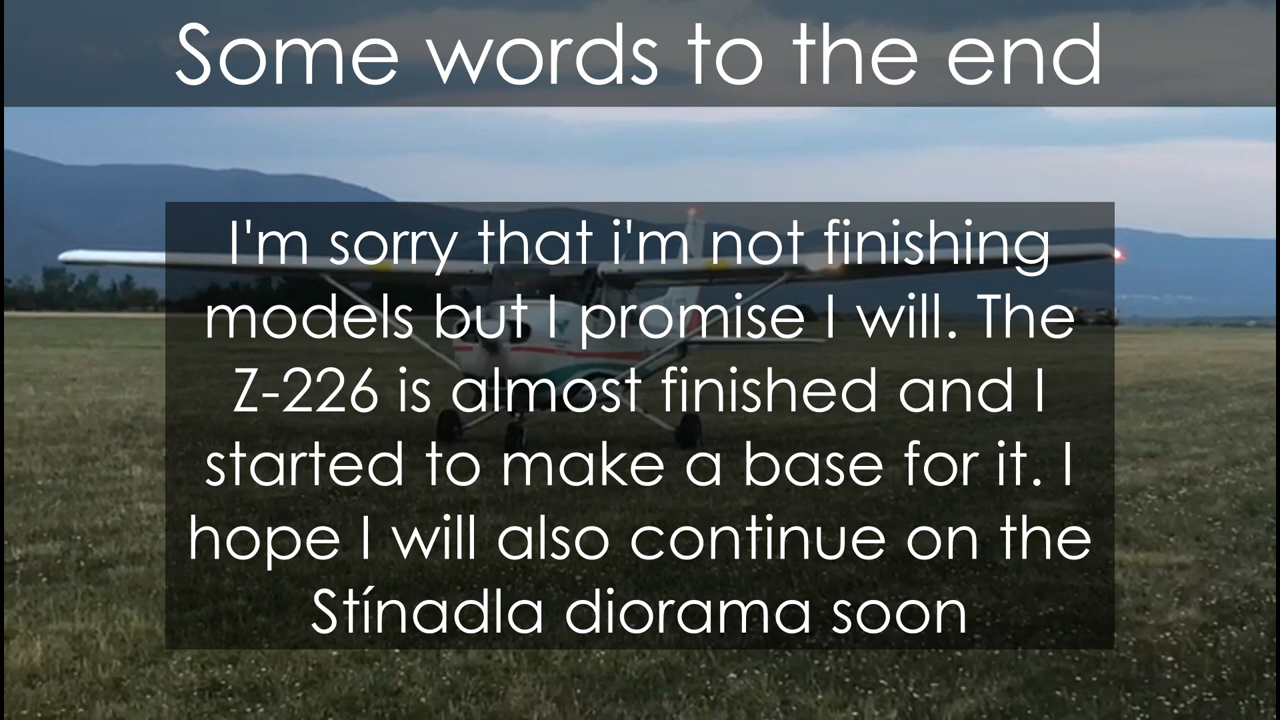 Some words to the end
I'm sorry that i'm not finishing
models but I promise I will. The
Z-226 is almost finished and I
started to make a base for it. I
hope I will also continue on the
Stínadla diorama soon